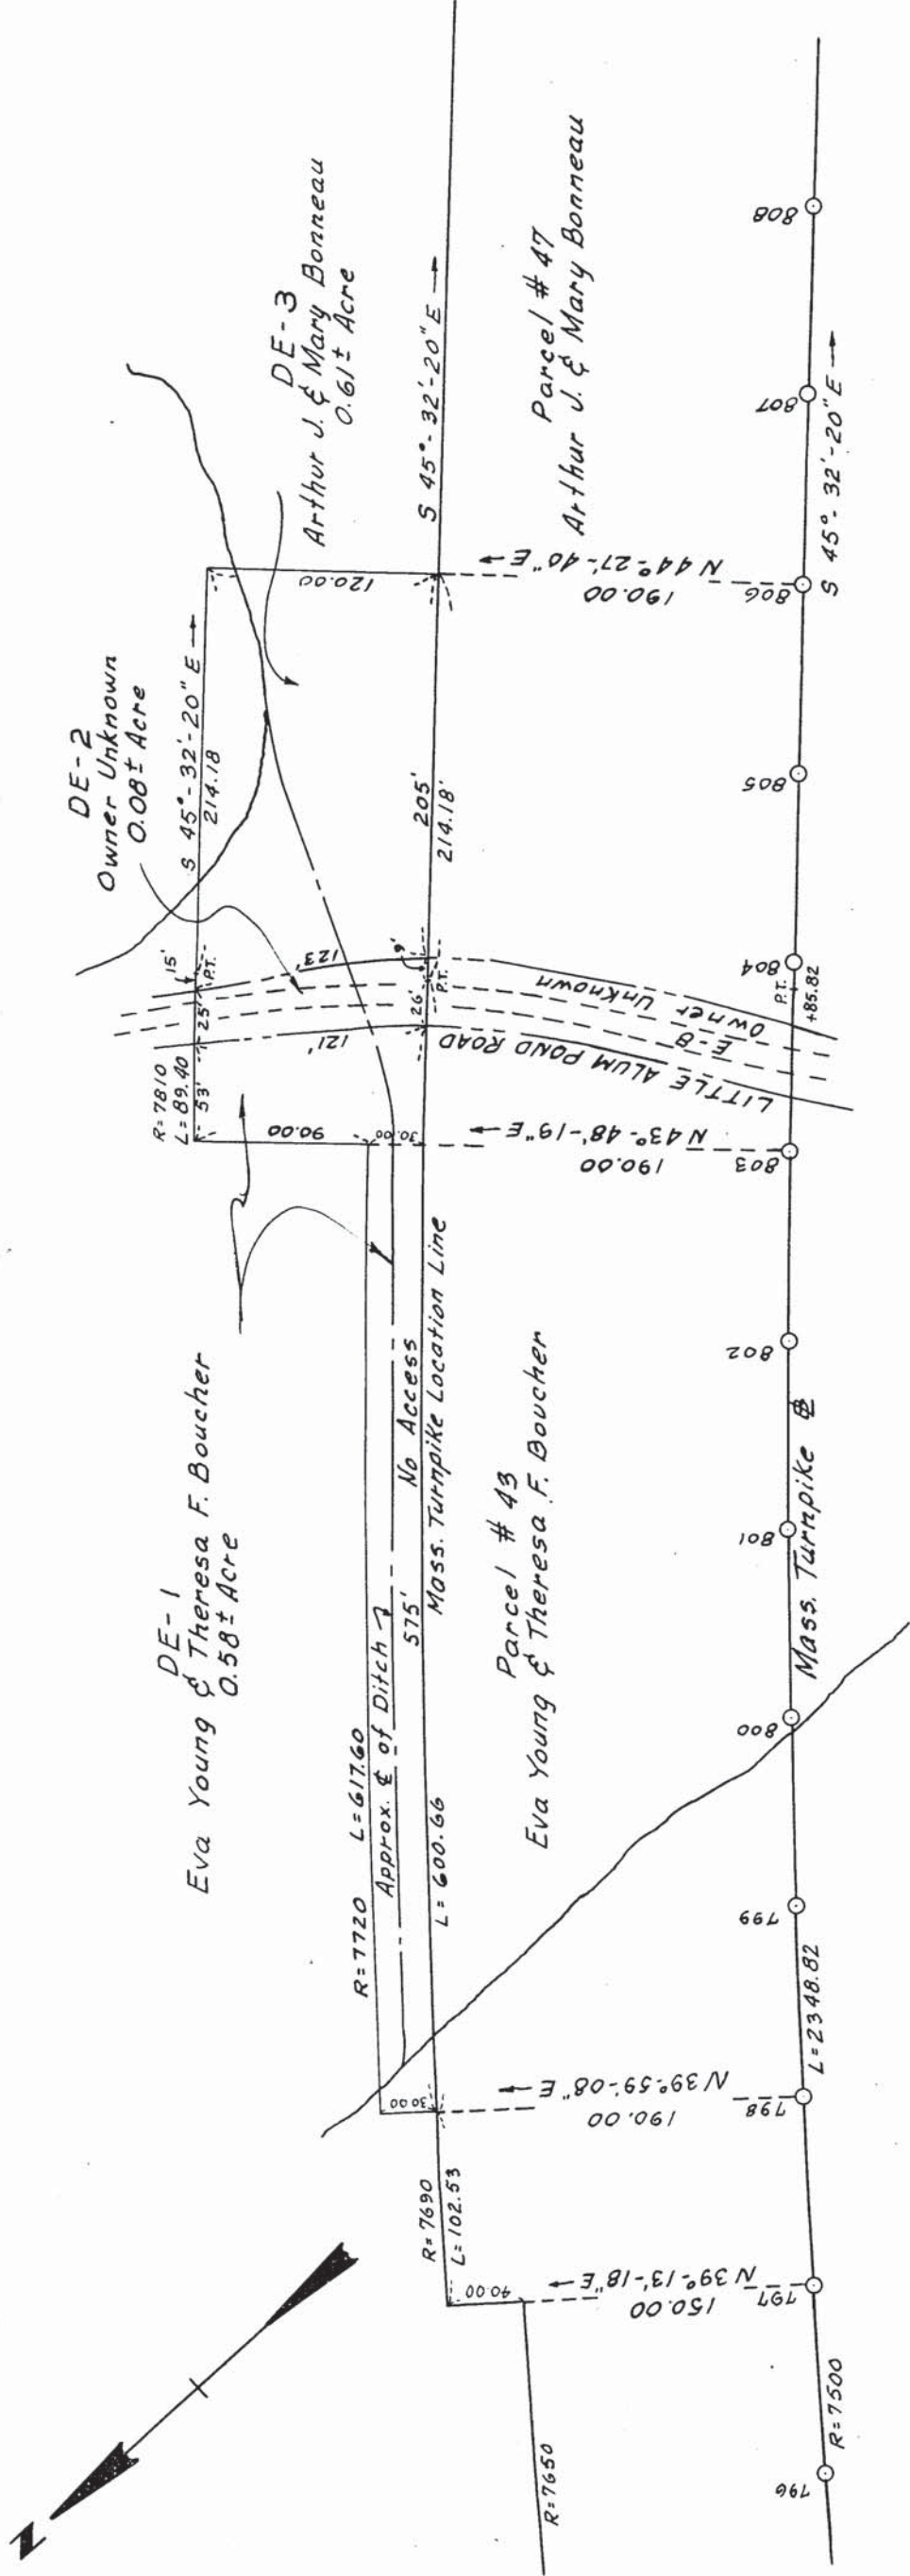 N
DE-1
Eva Young & Theresa F. Boucher
0.58± Acre
DE-2
Owner Unknown
0.08± Acre
DE-3
Arthur J. & Mary Bonneau
0.61± Acre
R=7810
L=89.40
53'
25'
15'
P.T.
S 45°-32'-20" E
214.18
90.00
30.00
121'
123'
120.00
R=7720
L=617.60
Approx. ℄ of Ditch
575'
No Access
Mass. Turnpike Location Line
L=600.66
30.00
26'
9'
P.T.
205'
214.18'
S 45°-32'-20" E
R=7690
L=102.53
40.00
R=7650
Parcel # 43
Eva Young & Theresa F. Boucher
Parcel # 47
Arthur J. & Mary Bonneau
N 39°-13'-18" E
150.00
N 39°-59'-08" E
190.00
N 43°-48'-19" E
190.00
N 44°-27'-40" E
190.00
LITTLE ALUM POND ROAD
E-8
Owner Unknown
796
797
798
799
800
801
802
803
804
805
806
807
808
P.T.
+85.82
R=7500
L=2348.82
Mass. Turnpike
S 45°-32'-20" E